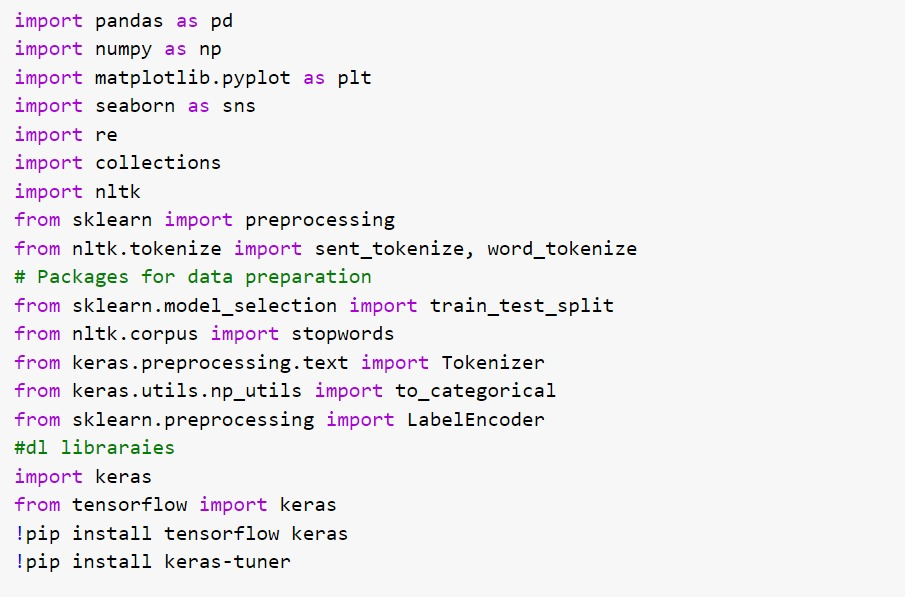 import pandas as pd
import numpy as np
import matplotlib.pyplot as plt
import seaborn as sns
import re
import collections
import nltk
from sklearn import preprocessing
from nltk.tokenize import sent_tokenize, word_tokenize
# Packages for data preparation
from sklearn.model_selection import train_test_split
from nltk.corpus import stopwords
from keras.preprocessing.text import Tokenizer
from keras.utils.np_utils import to_categorical
from sklearn.preprocessing import LabelEncoder
#dl libraraies
import keras
from tensorflow import keras
!pip install tensorflow keras
!pip install keras-tuner